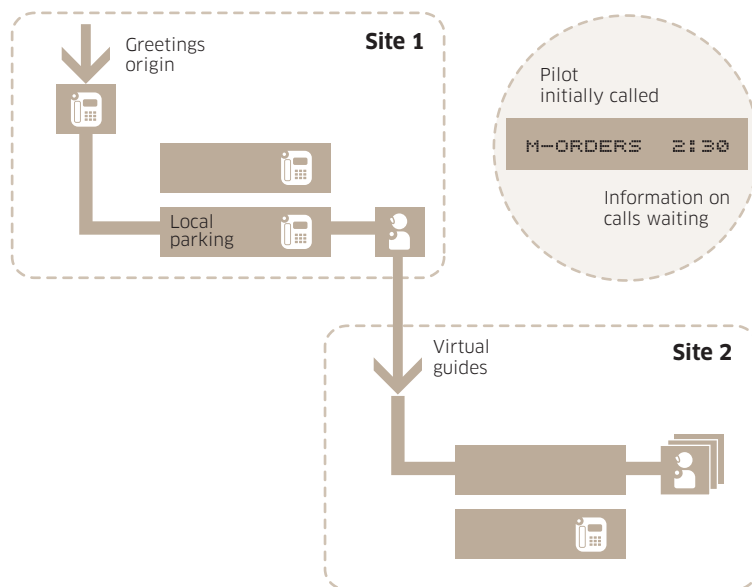 Greetings
origin
Site 1
Local
parking
Pilot
initially called
M-ORDERS 2:30
Information on
calls waiting
Virtual
guides
Site 2